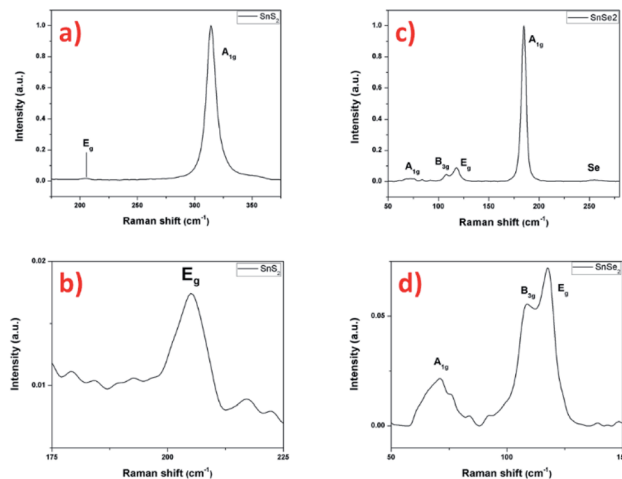 a)
SnS2
A1g
Eg
Intensity (a.u.)
1.0
0.8
0.6
0.4
0.2
0.0
200 250 300 350
Raman shift (cm-1)
c)
SnSe2
A1g
A1g
B3g
Eg
Se
Intensity (a.u.)
1.0
0.8
0.6
0.4
0.2
0.0
50 100 150 200 250
Raman shift (cm-1)
b)
SnS2
Eg
Intensity (a.u.)
0.02
0.01
175 200 225
Raman shift (cm-1)
d)
SnSe2
A1g
B3g
Eg
Intensity (a.u.)
0.05
0.00
50 100
Raman shift (cm-1)